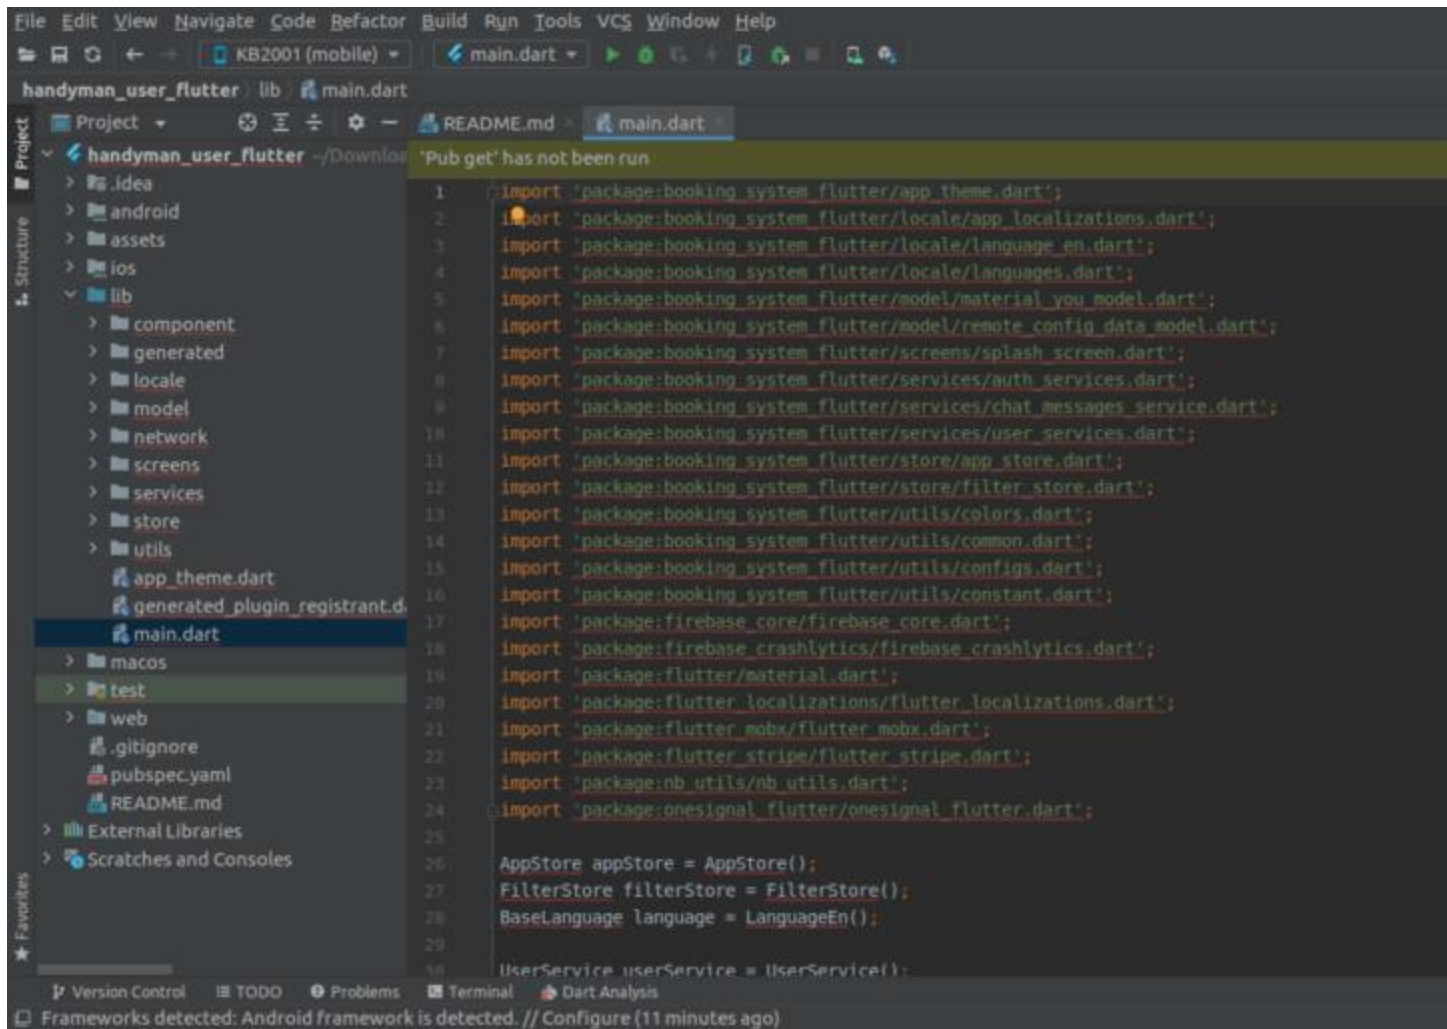 File Edit View Navigate Code Refactor Build Run Tools VCS Window Help
KB2001 (mobile) main.dart
handyman_user_flutter lib main.dart
Project
README.md main.dart
Project
handyman_user_flutter ~/Downloa
.idea
android
assets
ios
lib
component
generated
locale
model
network
screens
services
store
utils
app_theme.dart
generated_plugin_registrant.da
main.dart
macos
test
web
.gitignore
pubspec.yaml
README.md
External Libraries
Scratches and Consoles
Structure
Favorites
'Pub get' has not been run
1 import 'package:booking_system_flutter/app_theme.dart';
2 import 'package:booking_system_flutter/locale/app_localizations.dart';
3 import 'package:booking_system_flutter/locale/language_en.dart';
4 import 'package:booking_system_flutter/locale/languages.dart';
5 import 'package:booking_system_flutter/model/material_you_model.dart';
6 import 'package:booking_system_flutter/model/remote_config_data_model.dart';
7 import 'package:booking_system_flutter/screens/splash_screen.dart';
8 import 'package:booking_system_flutter/services/auth_services.dart';
9 import 'package:booking_system_flutter/services/chat_messages_service.dart';
10 import 'package:booking_system_flutter/services/user_services.dart';
11 import 'package:booking_system_flutter/store/app_store.dart';
12 import 'package:booking_system_flutter/store/filter_store.dart';
13 import 'package:booking_system_flutter/utils/colors.dart';
14 import 'package:booking_system_flutter/utils/common.dart';
15 import 'package:booking_system_flutter/utils/configs.dart';
16 import 'package:booking_system_flutter/utils/constant.dart';
17 import 'package:firebase_core/firebase_core.dart';
18 import 'package:firebase_crashlytics/firebase_crashlytics.dart';
19 import 'package:flutter/material.dart';
20 import 'package:flutter_localizations/flutter_localizations.dart';
21 import 'package:flutter_mobx/flutter_mobx.dart';
22 import 'package:flutter_stripe/flutter_stripe.dart';
23 import 'package:nb_utils/nb_utils.dart';
24 import 'package:onesignal_flutter/onesignal_flutter.dart';
25
26 AppStore appStore = AppStore();
27 FilterStore filterStore = FilterStore();
28 BaseLanguage language = LanguageEn();
29
30 UserService userService = UserService();
Version Control TODO Problems Terminal Dart Analysis
Frameworks detected: Android framework is detected. // Configure (11 minutes ago)